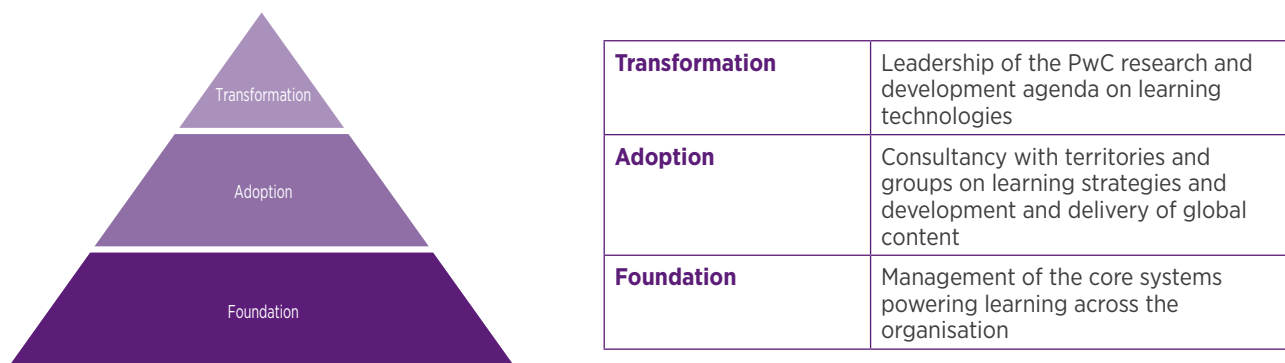 Transformation
Adoption
Foundation
Transformation
Leadership of the PwC research and
development agenda on learning
technologies
Adoption
Consultancy with territories and
groups on learning strategies and
development and delivery of global
content
Foundation
Management of the core systems
powering learning across the
organisation